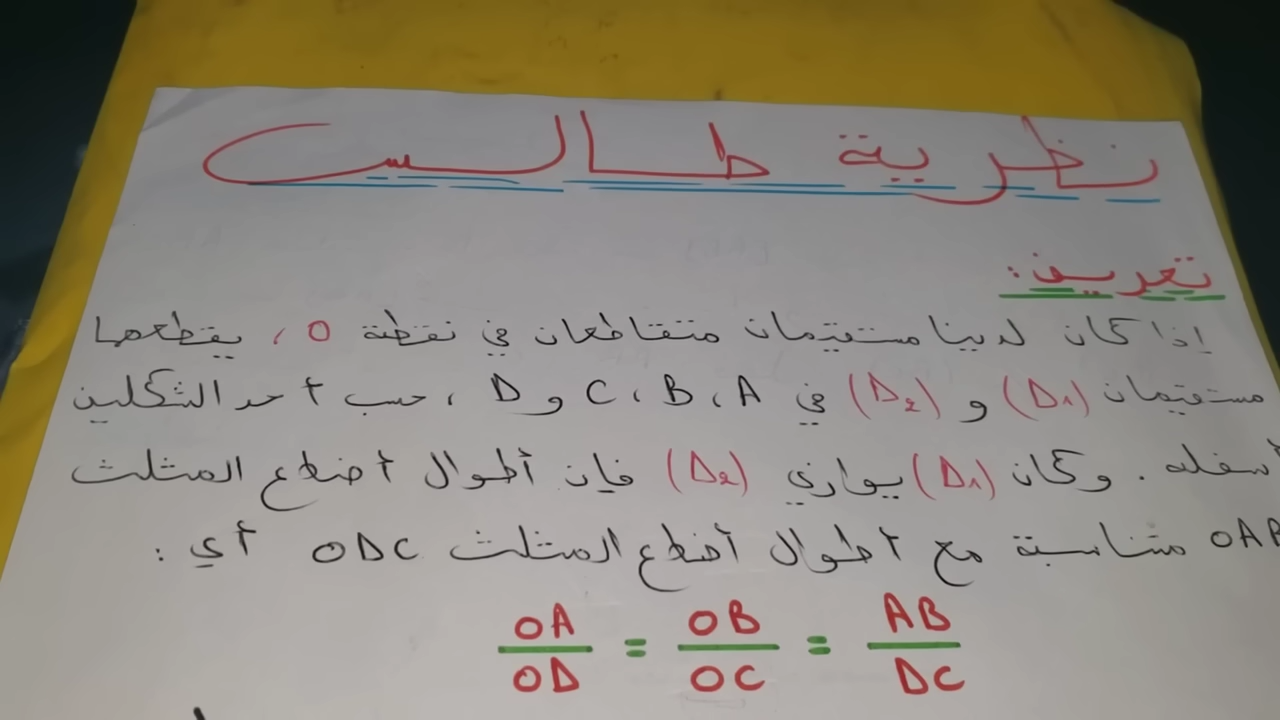 نظرية طالس
تعريف:
إذا كان لدينا مستقيمان متقاطعان في نقطة O، يقطعها
مستقيمان (D1) و (D2) في A، B، C و D، حسب أحد الشكلين
أسفله. وكان (D1) يوازي (D2) فإن أطوال أضلاع المثلث
OAB متناسبة مع أطوال أضلاع المثلث ODC أي:
OA/OD = OB/OC = AB/DC